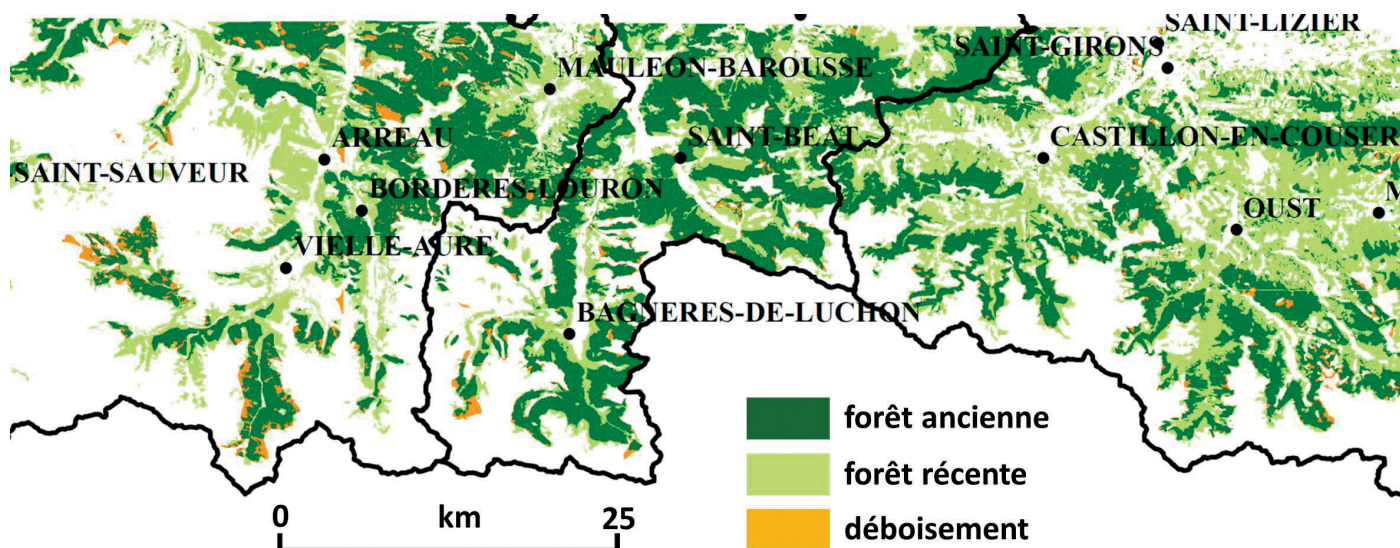 SAINT-LIZIER
SAINT-GIRONS
MAULEON-BAROUSSE
ARREAU
SAINT-BEAT
CASTILLON-EN-COUSER
SAINT-SAUVEUR
BORDERES-LOURON
OUST
M
VIELLE-AURE
BAGNERES-DE-LUCHON
forêt ancienne
forêt récente
déboisement
0 km 25